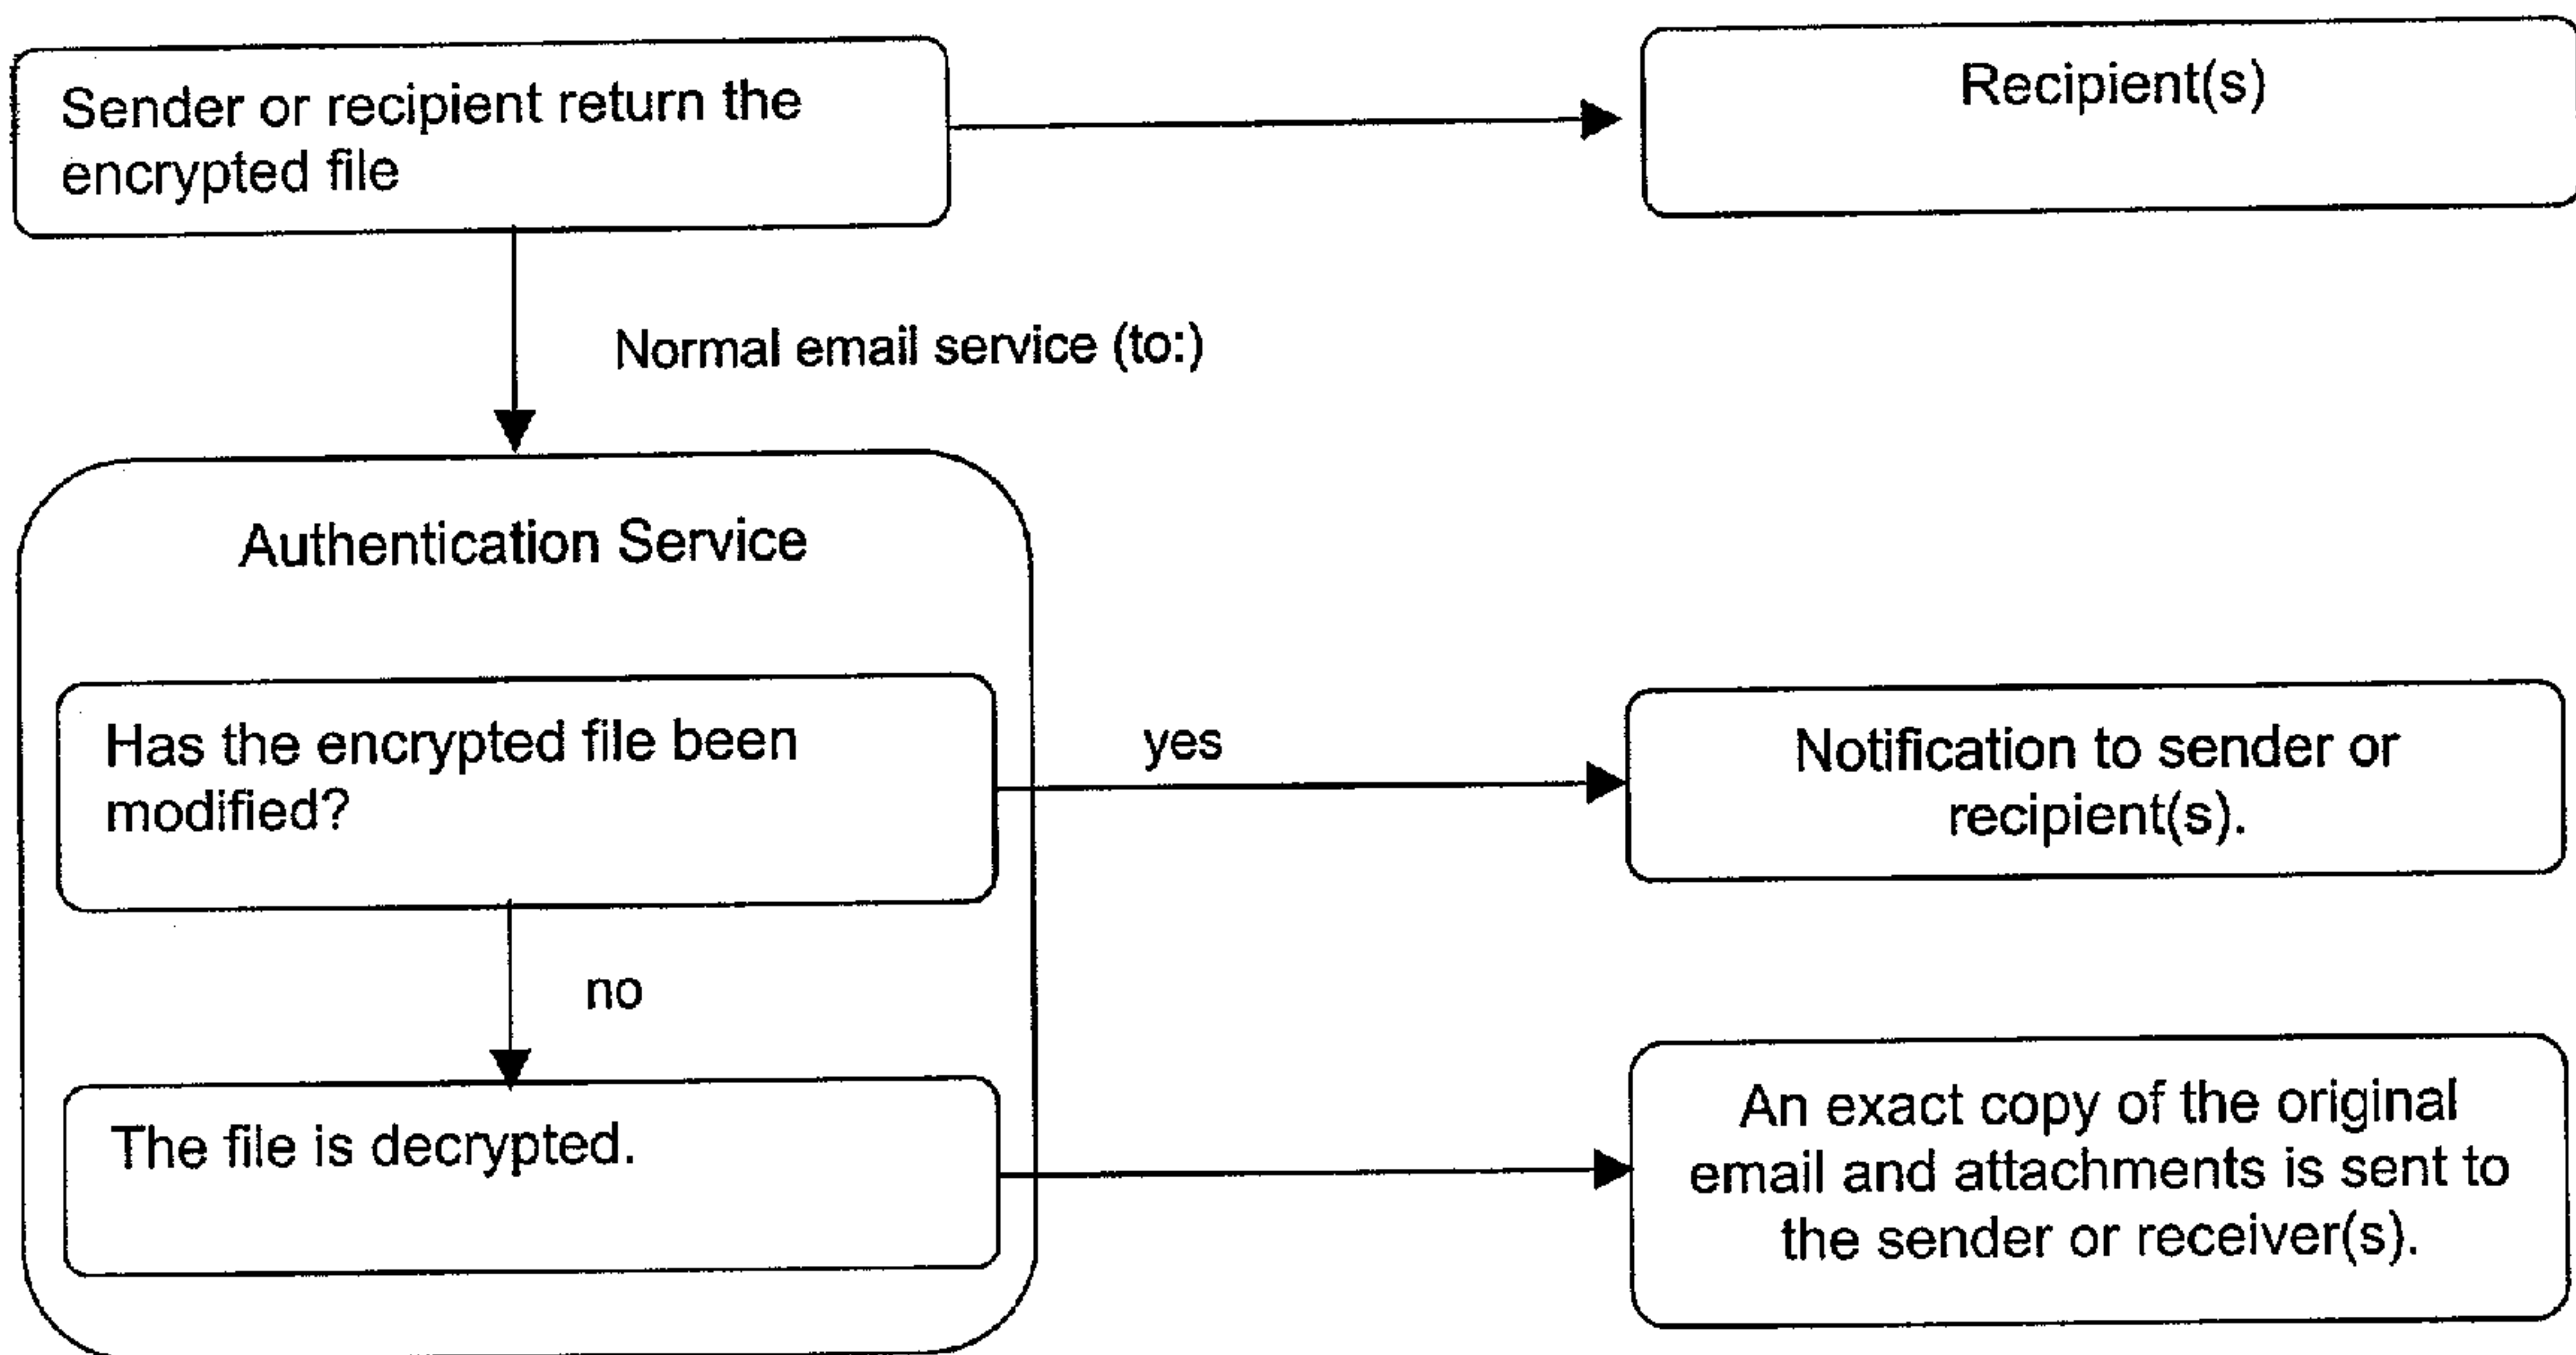 Sender or recipient return the
encrypted file
Recipient(s)
Normal email service (to:)
Authentication Service
Has the encrypted file been
modified?
yes
Notification to sender or
recipient(s).
no
The file is decrypted.
An exact copy of the original
email and attachments is sent to
the sender or receiver(s).